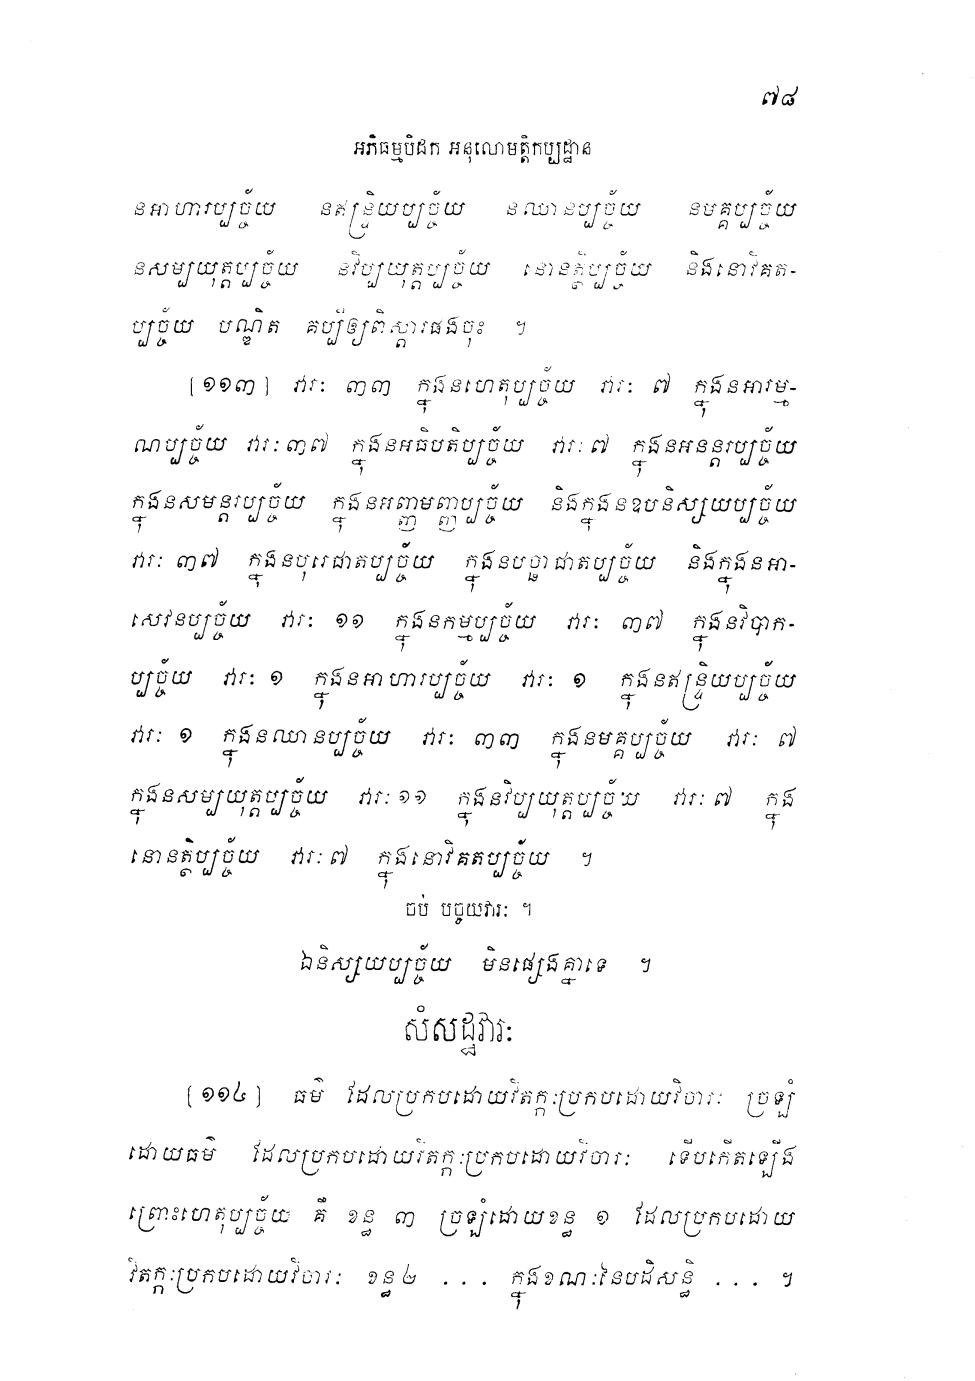 ៧៨
អភិធម្មបិដក អនុលោមត្តិកប្បដ្ឋាន
នអាហារប្បច្ច័យ នឥន្ទ្រិយប្បច្ច័យ នឈានប្បច្ច័យ នមគ្គប្បច្ច័យ
នសម្បយុត្តប្បច្ច័យ នវិប្បយុត្តប្បច្ច័យ នោនត្ថិប្បច្ច័យ និងនោវិគត-
ប្បច្ច័យ បណ្ឌិត គប្បីឲ្យពិស្តារផងចុះ ។
[១១៣] វារៈ ៣៣ ក្នុងនហេតុប្បច្ច័យ វារៈ ៧ ក្នុងនអារម្ម-
ណប្បច្ច័យ វារៈ ៣៧ ក្នុងនអធិបតិប្បច្ច័យ វារៈ ៧ ក្នុងនអនន្តរប្បច្ច័យ
ក្នុងនសមនន្តរប្បច្ច័យ ក្នុងនអញ្ញាមញ្ញប្បច្ច័យ និងក្នុងនឧបនិស្សយប្បច្ច័យ
វារៈ ៣៧ ក្នុងនបុរេជាតប្បច្ច័យ ក្នុងនបច្ឆាជាតប្បច្ច័យ និងក្នុងនអា-
សេវនប្បច្ច័យ វារៈ ១១ ក្នុងនកម្មប្បច្ច័យ វារៈ ៣៧ ក្នុងនវិបាក-
ប្បច្ច័យ វារៈ ១ ក្នុងនអាហារប្បច្ច័យ វារៈ ១ ក្នុងនឥន្ទ្រិយប្បច្ច័យ
វារៈ ១ ក្នុងនឈានប្បច្ច័យ វារៈ ៣៣ ក្នុងនមគ្គប្បច្ច័យ វារៈ ៧
ក្នុងនសម្បយុត្តប្បច្ច័យ វារៈ ១១ ក្នុងនវិប្បយុត្តប្បច្ច័យ វារៈ ៧ ក្នុង
នោនត្ថិប្បច្ច័យ វារៈ ៧ ក្នុងនោវិគតប្បច្ច័យ ។
ចប់ បច្ចយវារៈ ។
ឯនិស្សយប្បច្ច័យ មិនផ្សេងគ្នាទេ ។
សំសដ្ឋវារៈ
[១១៤] ធម៌ ដែលប្រកបដោយវិតក្កៈប្រកបដោយវិចារៈ ច្រឡំ
ដោយធម៌ ដែលប្រកបដោយវិតក្កៈប្រកបដោយវិចារៈ ទើបកើតឡើង
ព្រោះហេតុប្បច្ច័យ គឺ ខន្ធ ៣ ច្រឡំដោយខន្ធ ១ ដែលប្រកបដោយ
វិតក្កៈប្រកបដោយវិចារៈ ខន្ធ ២ . . . ក្នុងខណៈនៃបដិសន្ធិ . . . ។